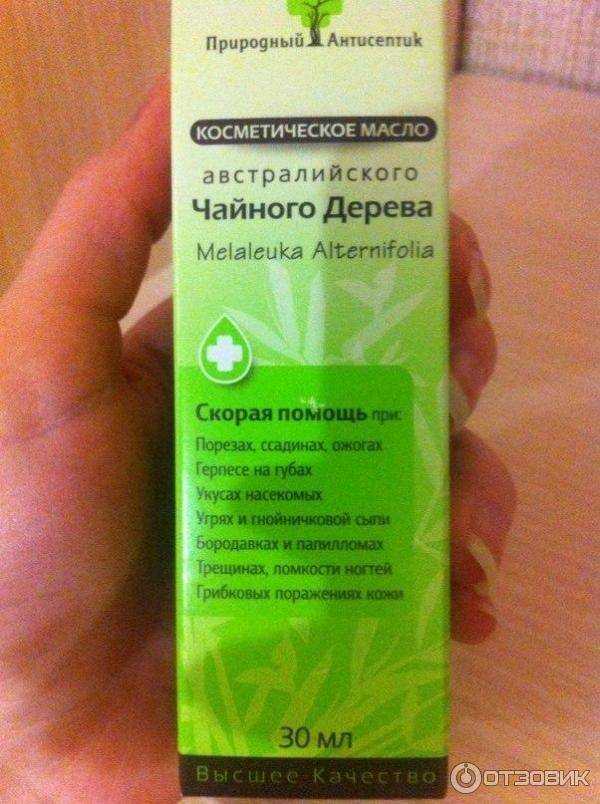 Природный Антисептик
КОСМЕТИЧЕСКОЕ МАСЛО
австралийского
Чайного Дерева
Melaleuka Alternifolia
Скорая помощь при:
Порезах, ссадинах, ожогах
Герпесе на губах
Укусах насекомых
Угрях и гнойничковой сыпи
Бородавках и папилломах
Трещинах, ломкости ногтей
Грибковых поражениях кожи
30 мл
Высшее Качество
ОТЗОВИК